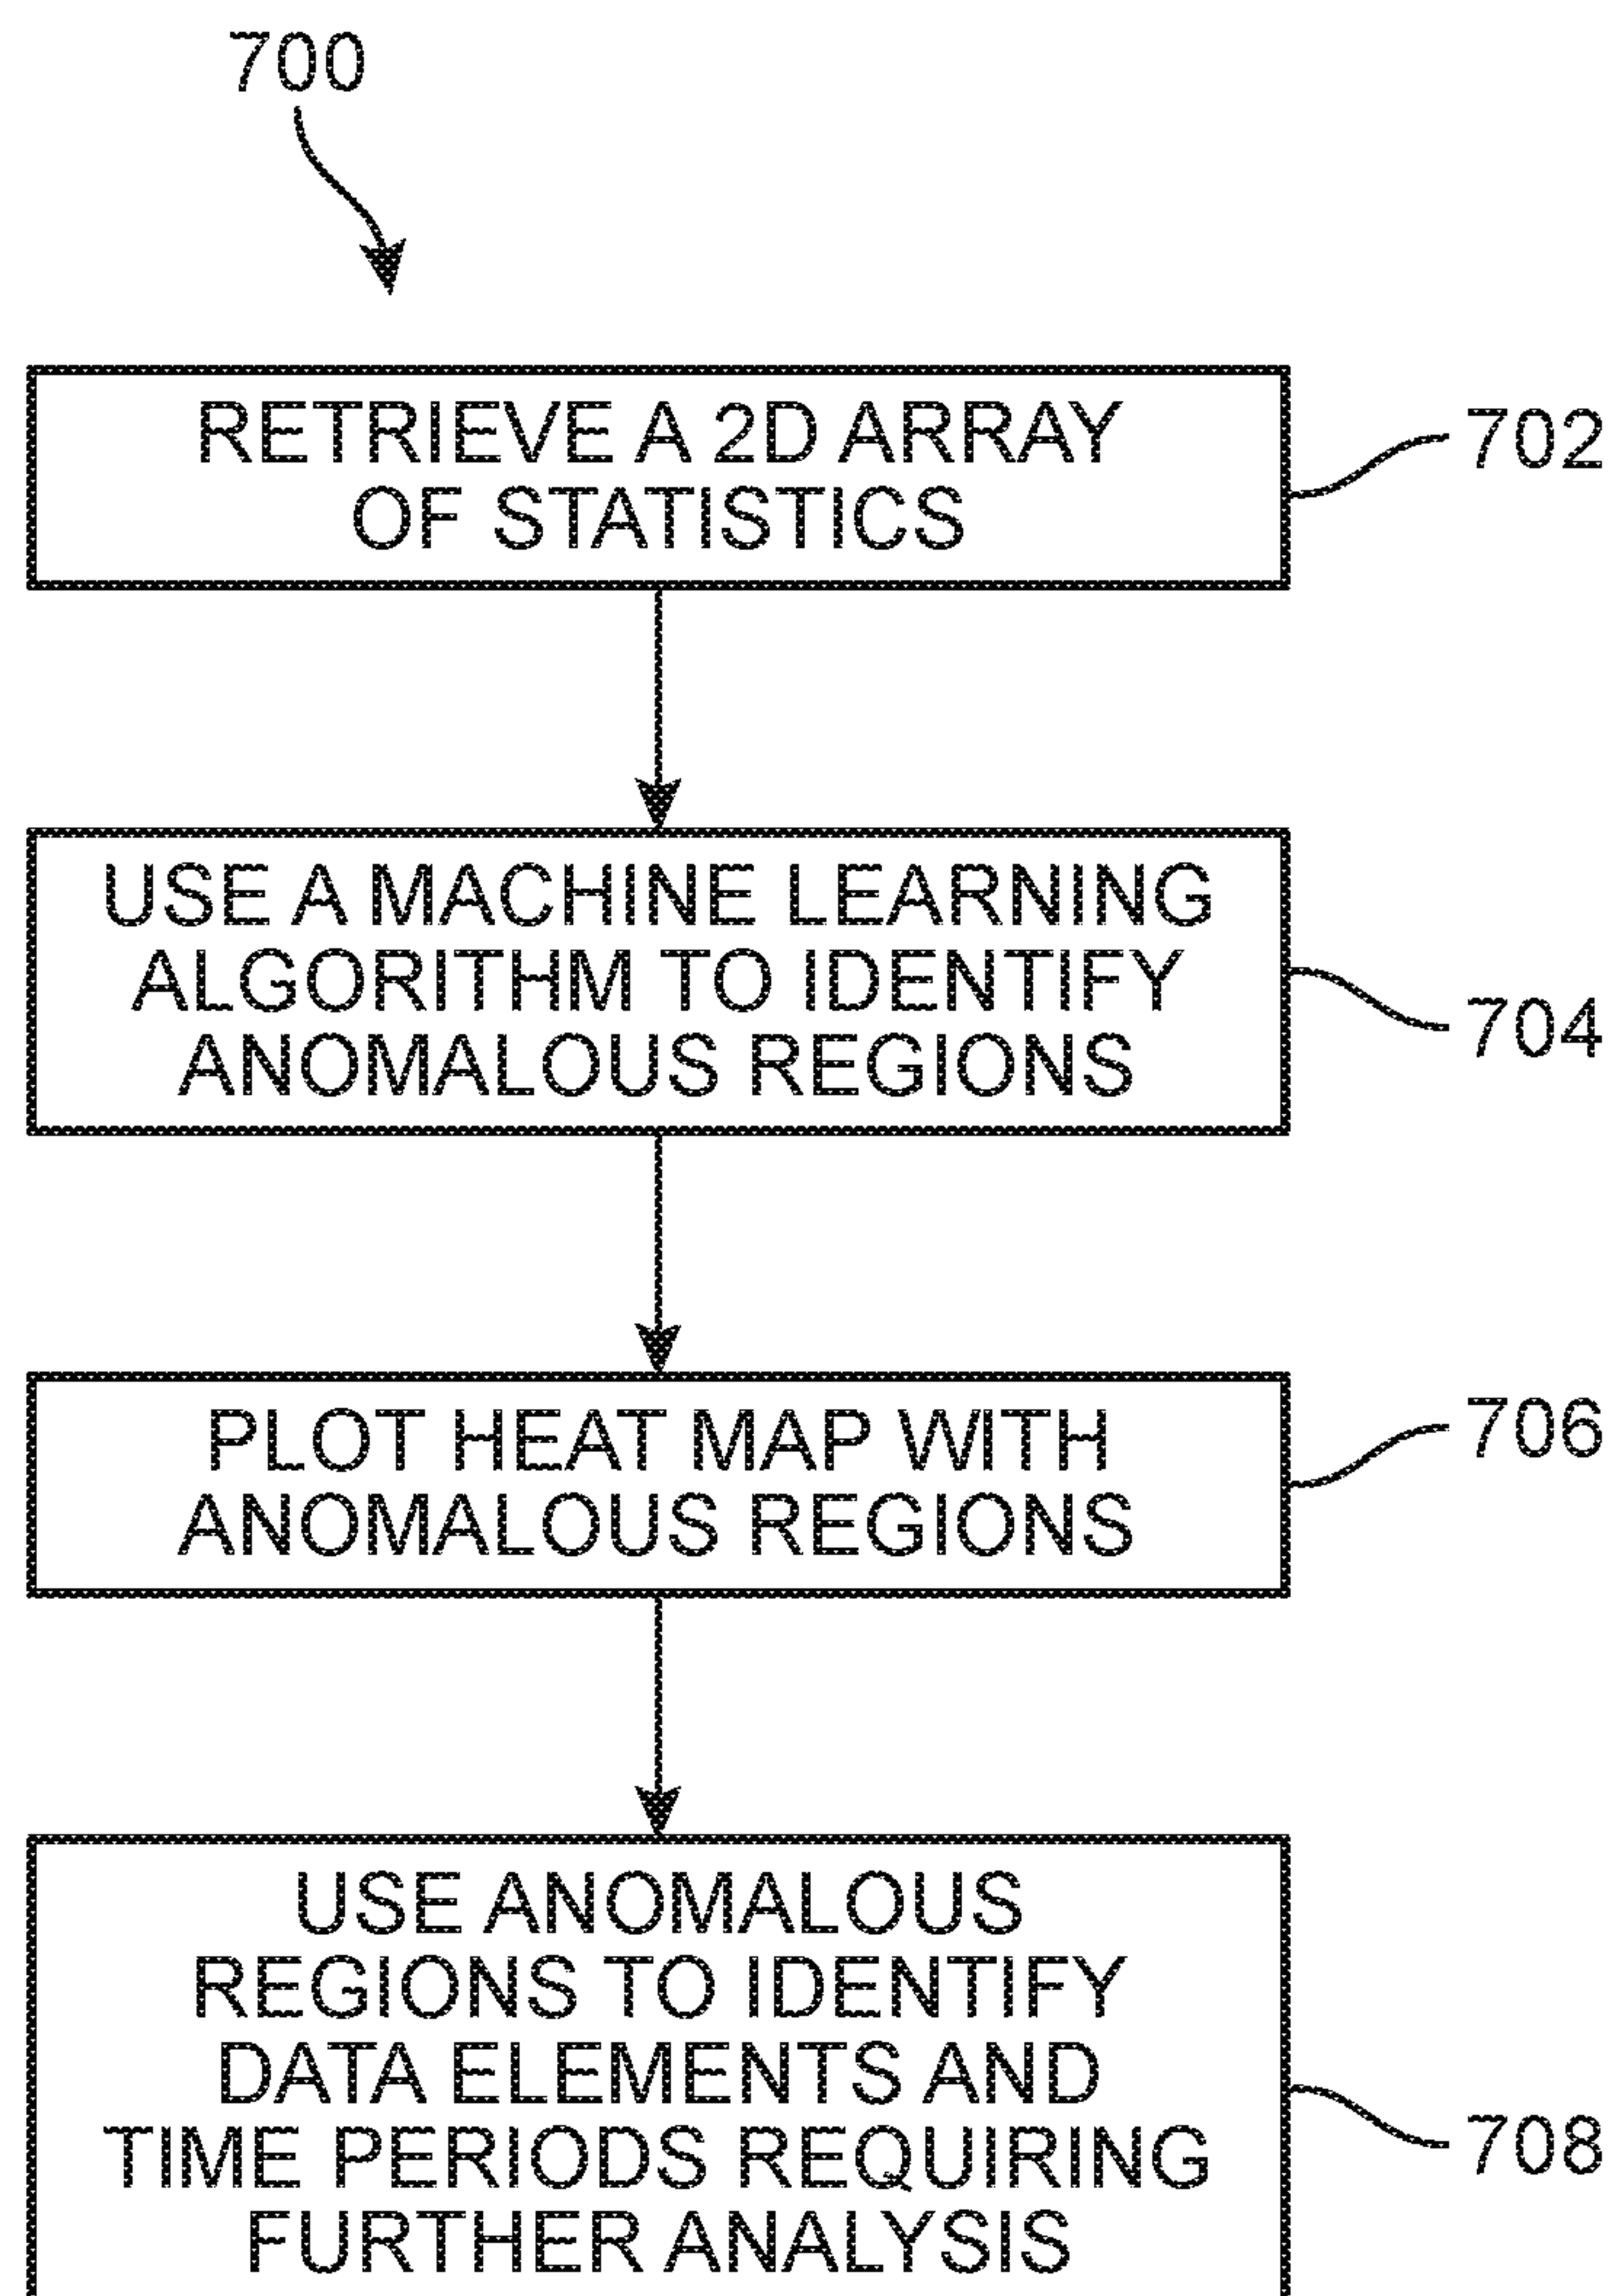 700
RETRIEVE A 2D ARRAY
OF STATISTICS
702
USE A MACHINE LEARNING
ALGORITHM TO IDENTIFY
ANOMALOUS REGIONS
704
PLOT HEAT MAP WITH
ANOMALOUS REGIONS
706
USE ANOMALOUS
REGIONS TO IDENTIFY
DATA ELEMENTS AND
TIME PERIODS REQUIRING
FURTHER ANALYSIS
708